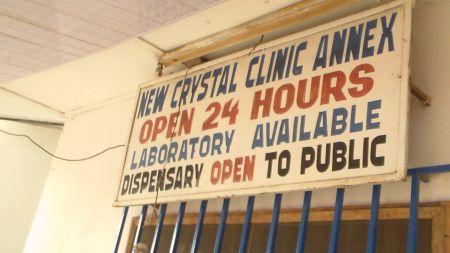 NEW CRYSTAL CLINIC ANNEX
OPEN 24 HOURS
LABORATORY AVAILABLE
DISPENSARY OPEN TO PUBLIC